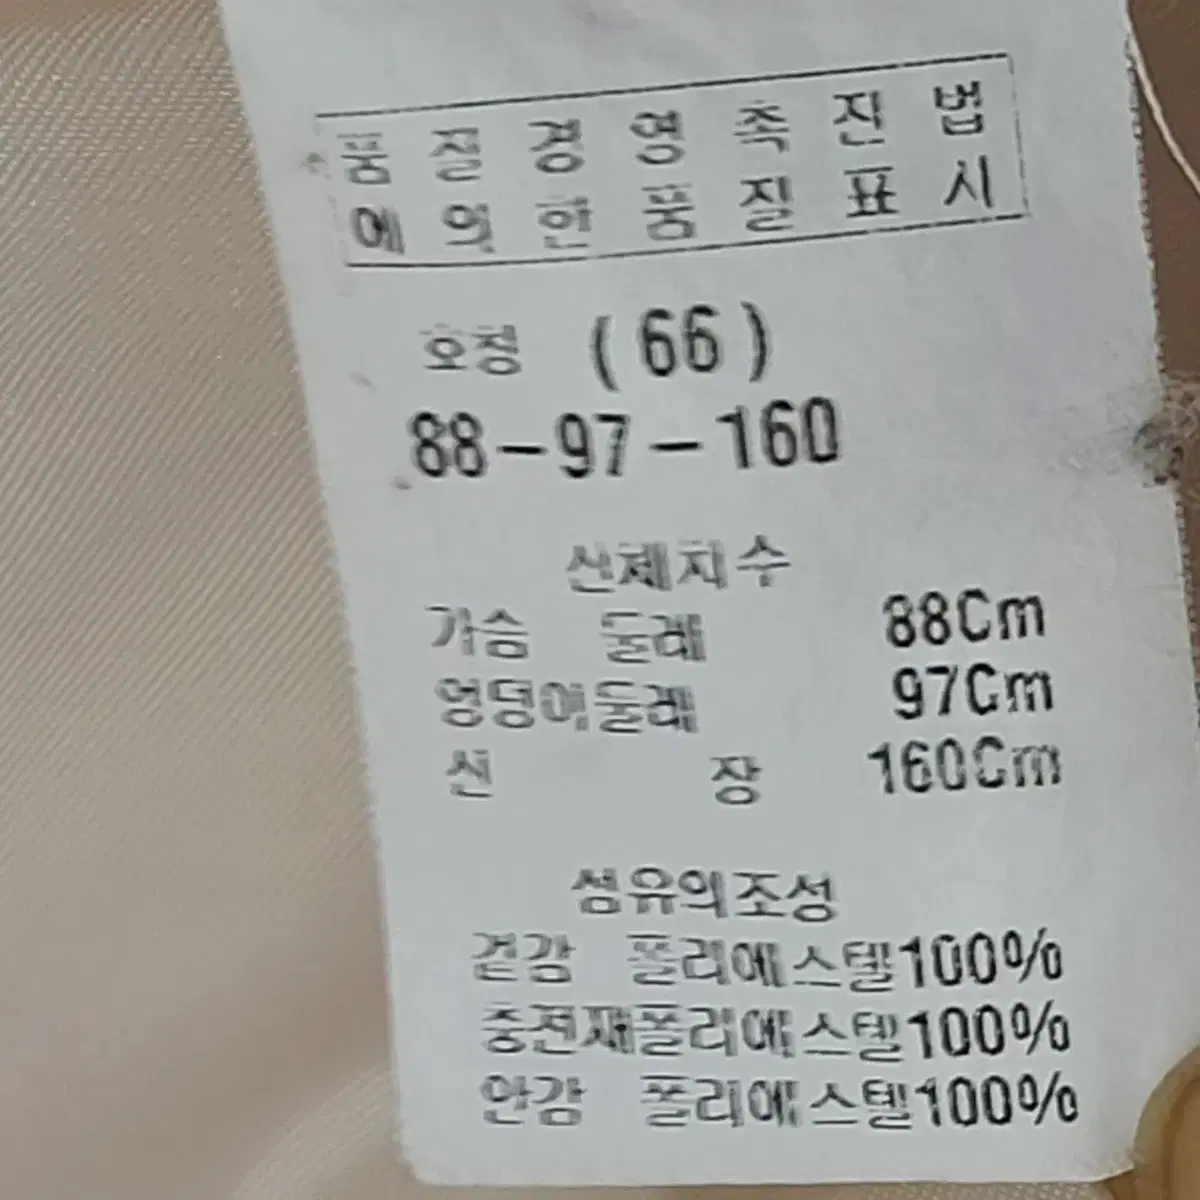 품질경영촉진법
에의한품질표시
호칭 (66)
88-97-160
신체치수
가슴 둘레 88Cm
엉덩이둘레 97Cm
신 장 160Cm
섬유의조성
겉감 폴리에스텔100%
충전재폴리에스텔100%
안감 폴리에스텔100%